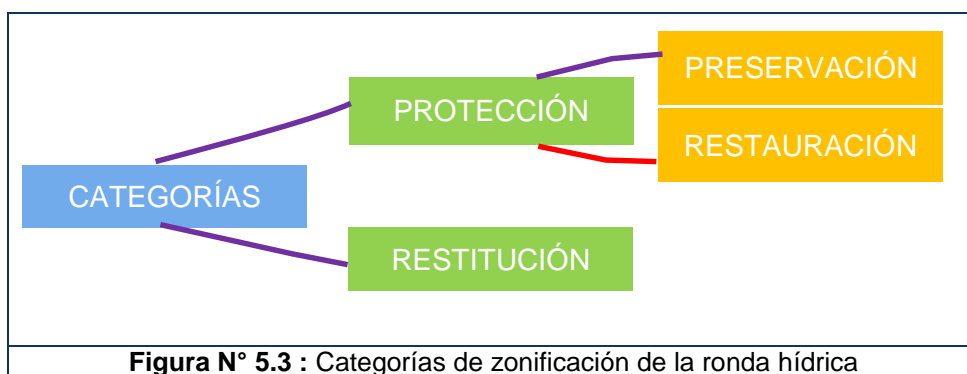 PRESERVACIÓN
PROTECCIÓN
RESTAURACIÓN
CATEGORÍAS
RESTITUCIÓN
Figura N° 5.3 : Categorías de zonificación de la ronda hídrica